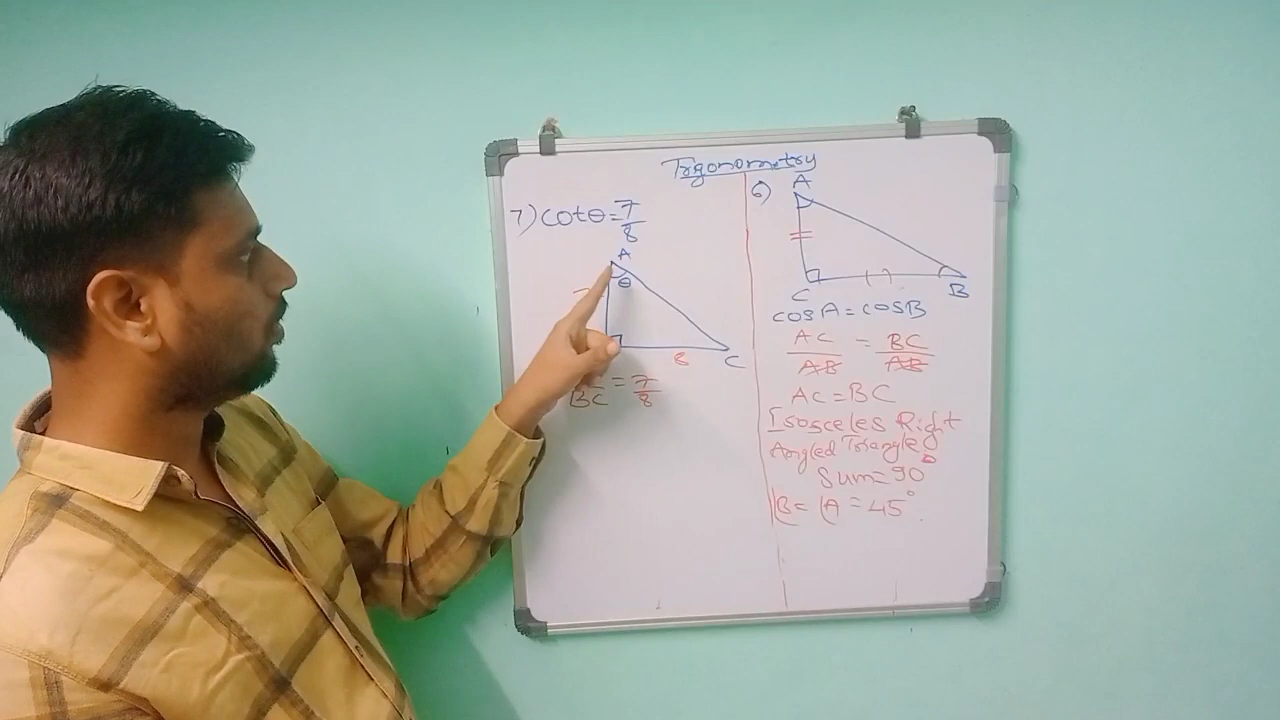 Trgonometry
7) cotθ = 7/8
A
θ
8
C
BC = 7/8
6)
A
C
B
cos A = cos B
AC/AB = BC/AB
AC = BC
Isosceles Right
Angled Triangle
Sum = 90
B = A = 45°